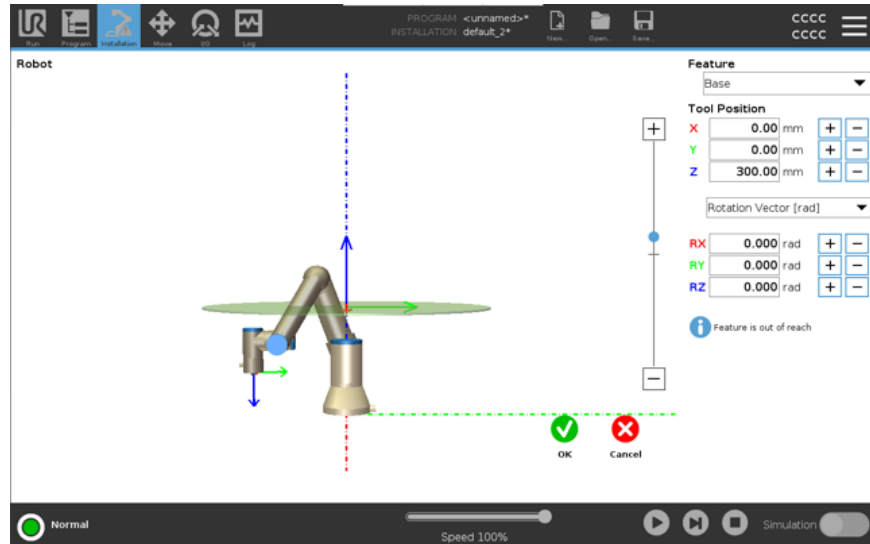 UR
Run
Program
Installation
Move
I/O
Log
PROGRAM <unnamed>*
INSTALLATION default_2*
New...
Open...
Save...
cccc
cccc
Robot
Feature
Base
Tool Position
X 0.00 mm + −
Y 0.00 mm + −
Z 300.00 mm + −
Rotation Vector [rad]
RX 0.000 rad + −
RY 0.000 rad + −
RZ 0.000 rad + −
i Feature is out of reach
+
−
OK
Cancel
Normal
Speed 100%
Simulation